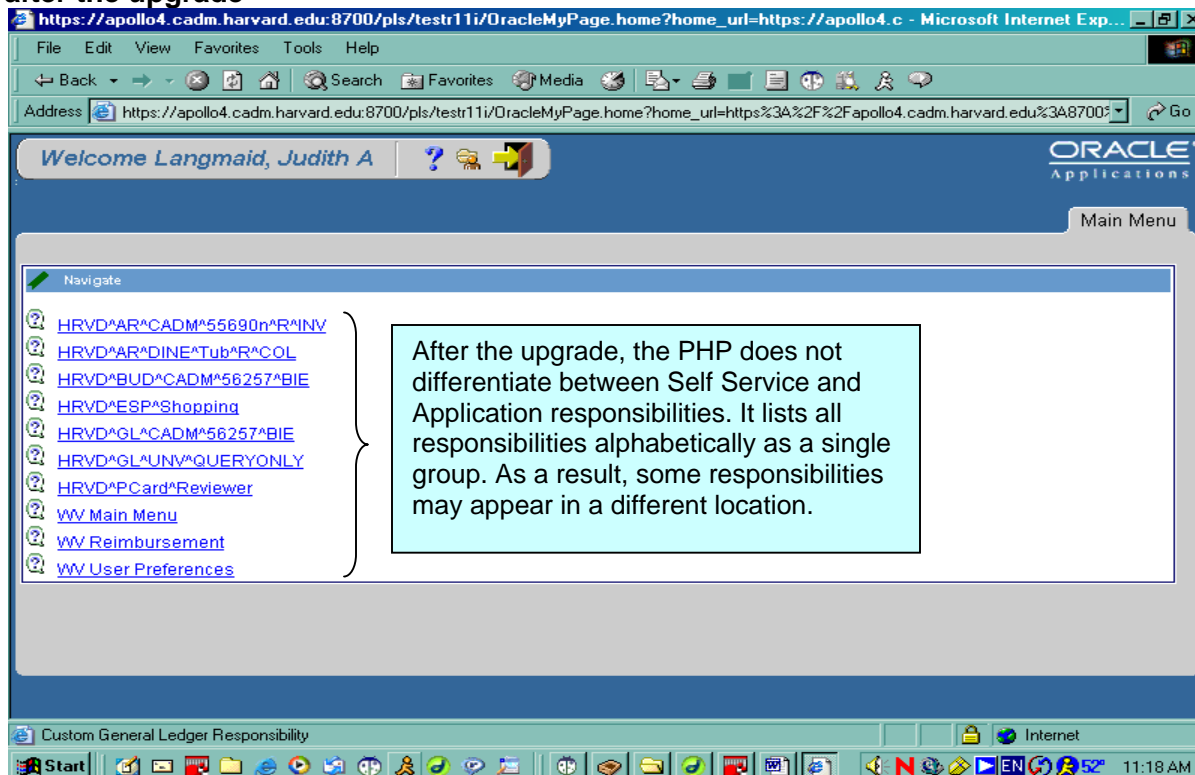 after the upgrade
https://apollo4.cadm.harvard.edu:8700/pls/testr11i/OracleMyPage.home?home_url=https://apollo4.c - Microsoft Internet Exp...
File Edit View Favorites Tools Help
Back Search Favorites Media
Address https://apollo4.cadm.harvard.edu:8700/pls/testr11i/OracleMyPage.home?home_url=https%3A%2F%2Fapollo4.cadm.harvard.edu%3A8700% Go
Welcome Langmaid, Judith A
ORACLE
Applications
Main Menu
Navigate
HRVD^AR^CADM^55690n^R^INV
HRVD^AR^DINE^Tub^R^COL
HRVD^BUD^CADM^56257^BIE
HRVD^ESP^Shopping
HRVD^GL^CADM^56257^BIE
HRVD^GL^UNV^QUERYONLY
HRVD^PCard^Reviewer
WV Main Menu
WV Reimbursement
WV User Preferences
After the upgrade, the PHP does not
differentiate between Self Service and
Application responsibilities. It lists all
responsibilities alphabetically as a single
group. As a result, some responsibilities
may appear in a different location.
Custom General Ledger Responsibility
Internet
Start EN 52° 11:18 AM